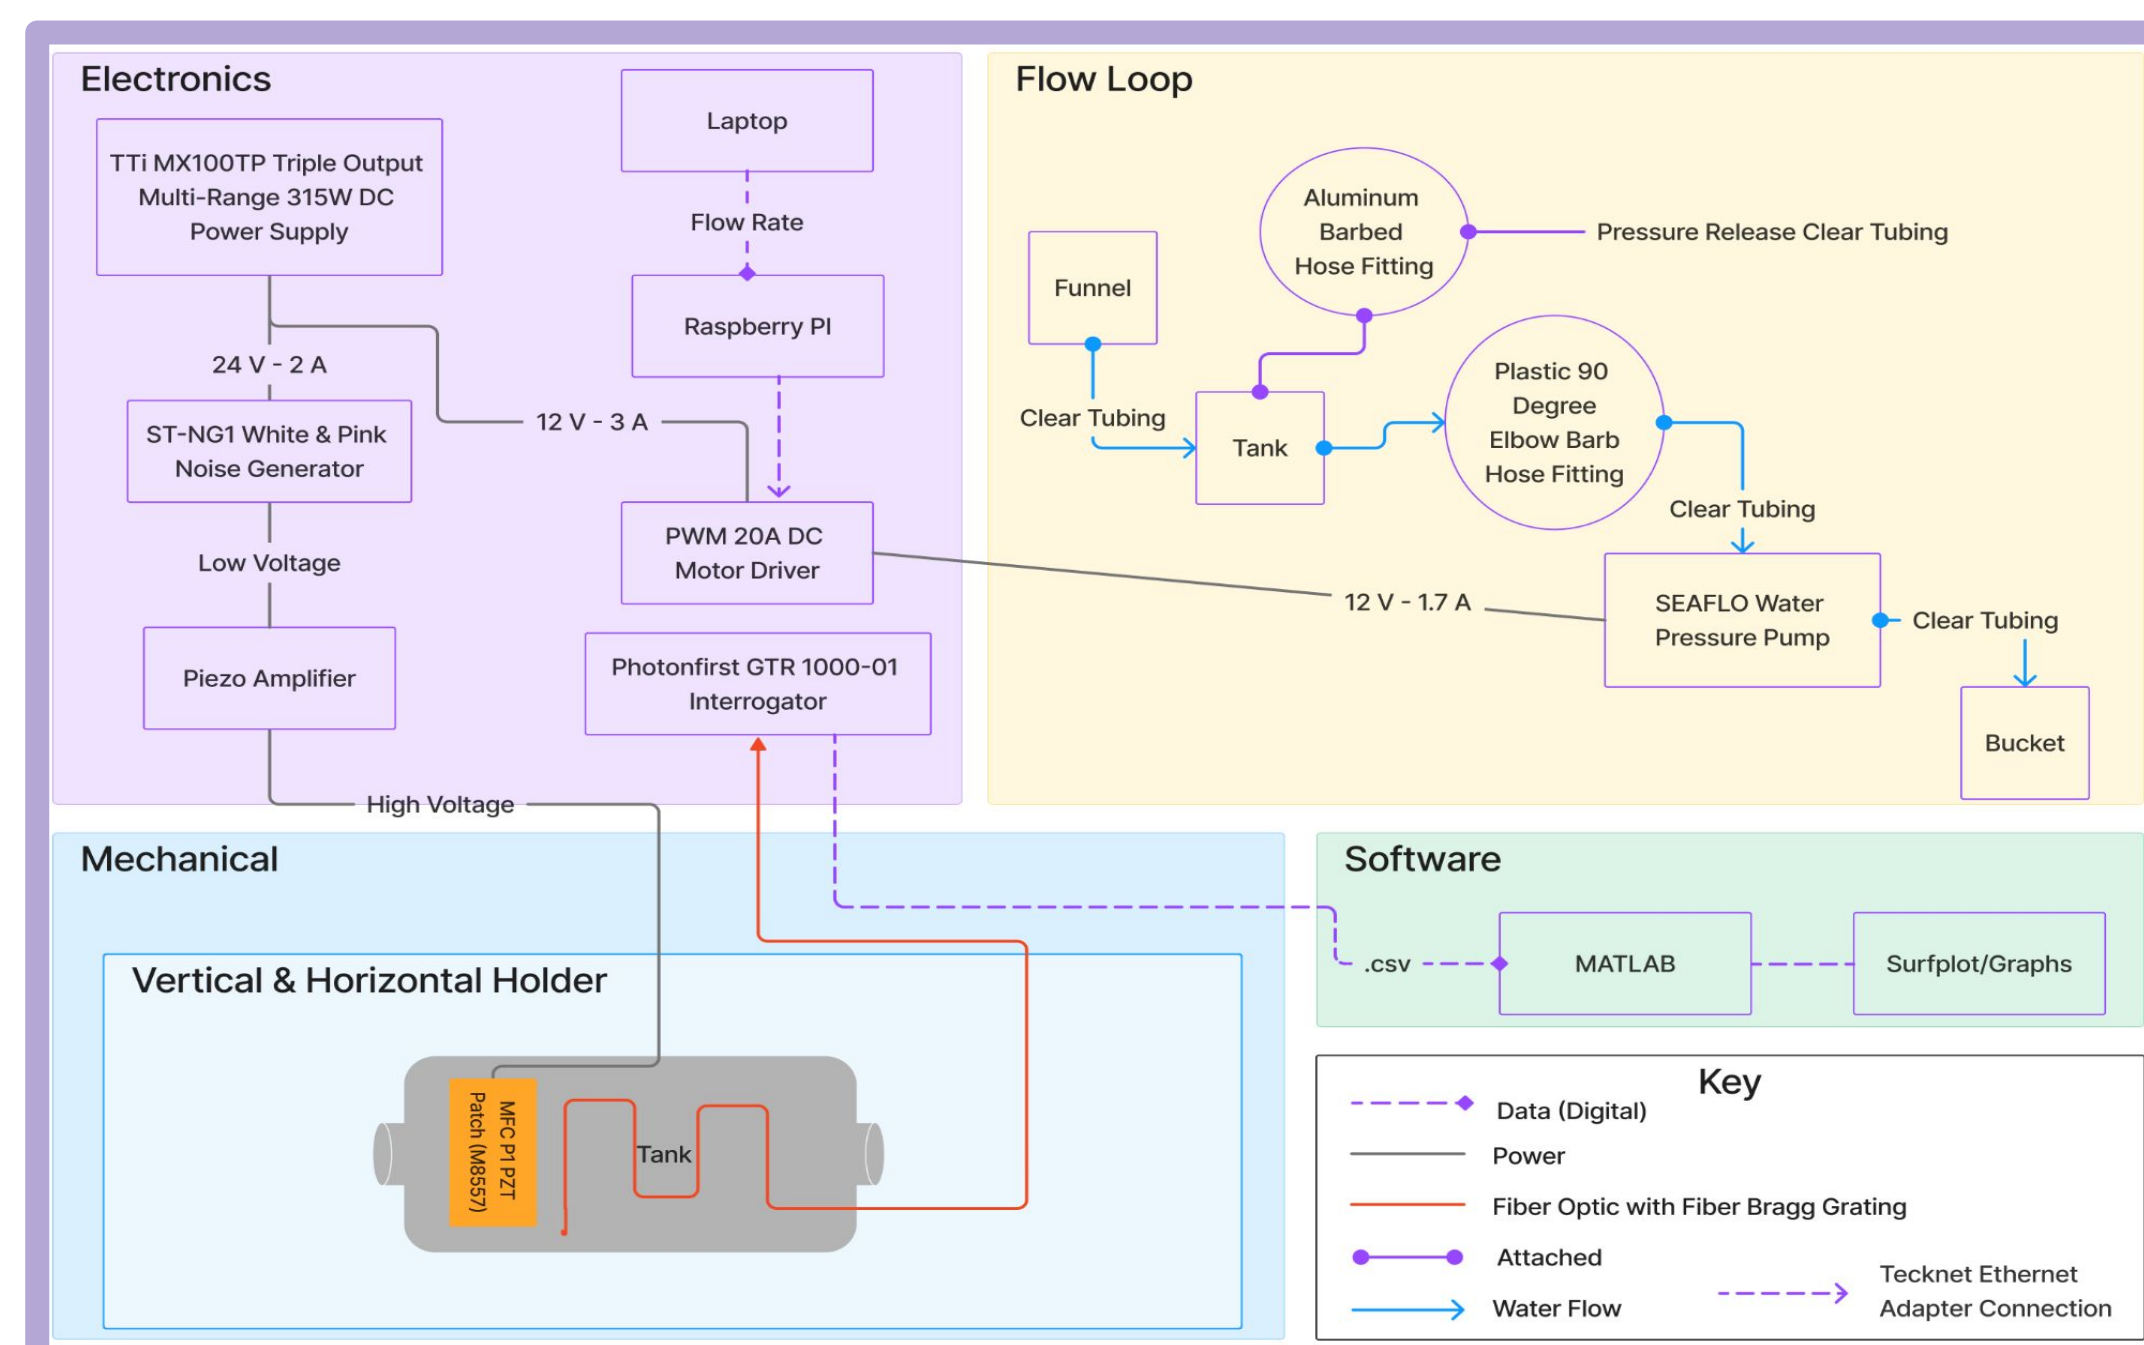 Electronics
TTi MX100TP Triple Output
Multi-Range 315W DC
Power Supply
24 V - 2 A
ST-NG1 White & Pink
Noise Generator
Low Voltage
Piezo Amplifier
High Voltage
Laptop
Flow Rate
Raspberry PI
12 V - 3 A
PWM 20A DC
Motor Driver
Photonfirst GTR 1000-01
Interrogator
Flow Loop
Funnel
Clear Tubing
Aluminum
Barbed
Hose Fitting
Pressure Release Clear Tubing
Tank
Plastic 90
Degree
Elbow Barb
Hose Fitting
Clear Tubing
12 V - 1.7 A
SEAFLO Water
Pressure Pump
Clear Tubing
Bucket
Mechanical
Vertical & Horizontal Holder
MFC P1 PZT
Patch (M8557)
Tank
Software
.csv
MATLAB
Surfplot/Graphs
Key
Data (Digital)
Power
Fiber Optic with Fiber Bragg Grating
Attached
Water Flow
Tecknet Ethernet
Adapter Connection